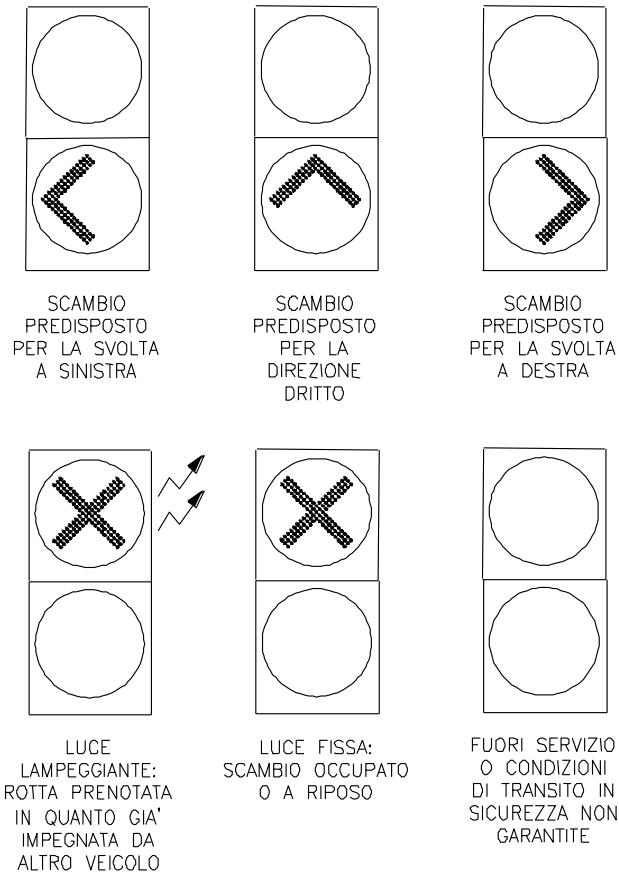 SCAMBIO
PREDISPOSTO
PER LA SVOLTA
A SINISTRA
SCAMBIO
PREDISPOSTO
PER LA
DIREZIONE
DRITTO
SCAMBIO
PREDISPOSTO
PER LA SVOLTA
A DESTRA
LUCE
LAMPEGGIANTE:
ROTTA PRENOTATA
IN QUANTO GIA'
IMPEGNATA DA
ALTRO VEICOLO
LUCE FISSA:
SCAMBIO OCCUPATO
O A RIPOSO
FUORI SERVIZIO
O CONDIZIONI
DI TRANSITO IN
SICUREZZA NON
GARANTITE